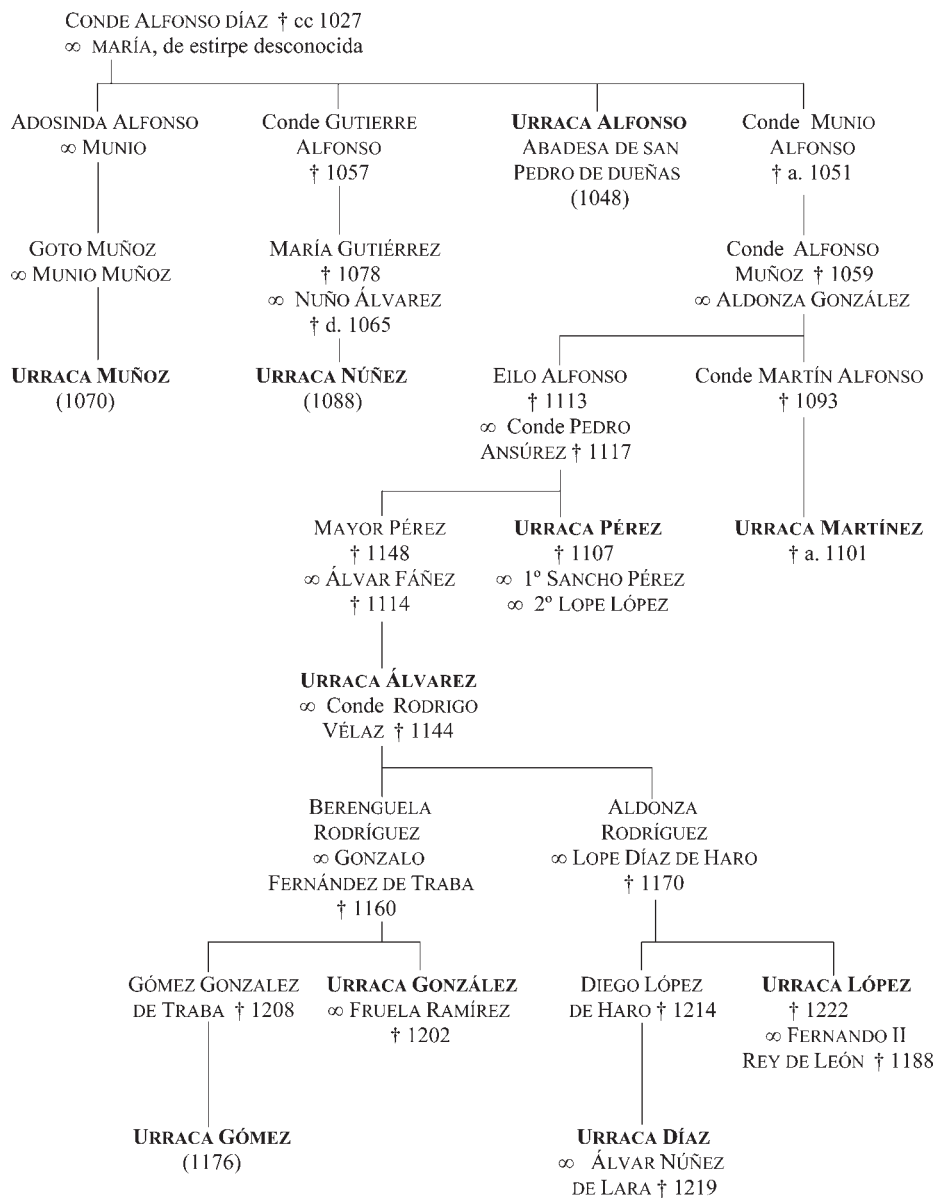 CONDE ALFONSO DÍAZ † cc 1027
∞ MARÍA, de estirpe desconocida
ADOSINDA ALFONSO
∞ MUNIO
Conde GUTIERRE
ALFONSO
† 1057
URRACA ALFONSO
ABADESA DE SAN
PEDRO DE DUEÑAS
(1048)
Conde MUNIO
ALFONSO
† a. 1051
GOTO MUÑOZ
∞ MUNIO MUÑOZ
MARÍA GUTIÉRREZ
† 1078
∞ NUÑO ÁLVAREZ
† d. 1065
Conde ALFONSO
MUÑOZ † 1059
∞ ALDONZA GONZÁLEZ
URRACA MUÑOZ
(1070)
URRACA NÚÑEZ
(1088)
EILO ALFONSO
† 1113
∞ Conde PEDRO
ANSÚREZ † 1117
Conde MARTÍN ALFONSO
† 1093
MAYOR PÉREZ
† 1148
∞ ÁLVAR FÁÑEZ
† 1114
URRACA PÉREZ
† 1107
∞ 1º SANCHO PÉREZ
∞ 2º LOPE LÓPEZ
URRACA MARTÍNEZ
† a. 1101
URRACA ÁLVAREZ
∞ Conde RODRIGO
VÉLAZ † 1144
BERENGUELA
RODRÍGUEZ
∞ GONZALO
FERNÁNDEZ DE TRABA
† 1160
ALDONZA
RODRÍGUEZ
∞ LOPE DÍAZ DE HARO
† 1170
GÓMEZ GONZALEZ
DE TRABA † 1208
URRACA GONZÁLEZ
∞ FRUELA RAMÍREZ
† 1202
DIEGO LÓPEZ
DE HARO † 1214
URRACA LÓPEZ
† 1222
∞ FERNANDO II
REY DE LEÓN † 1188
URRACA GÓMEZ
(1176)
URRACA DÍAZ
∞ ÁLVAR NÚÑEZ
DE LARA † 1219